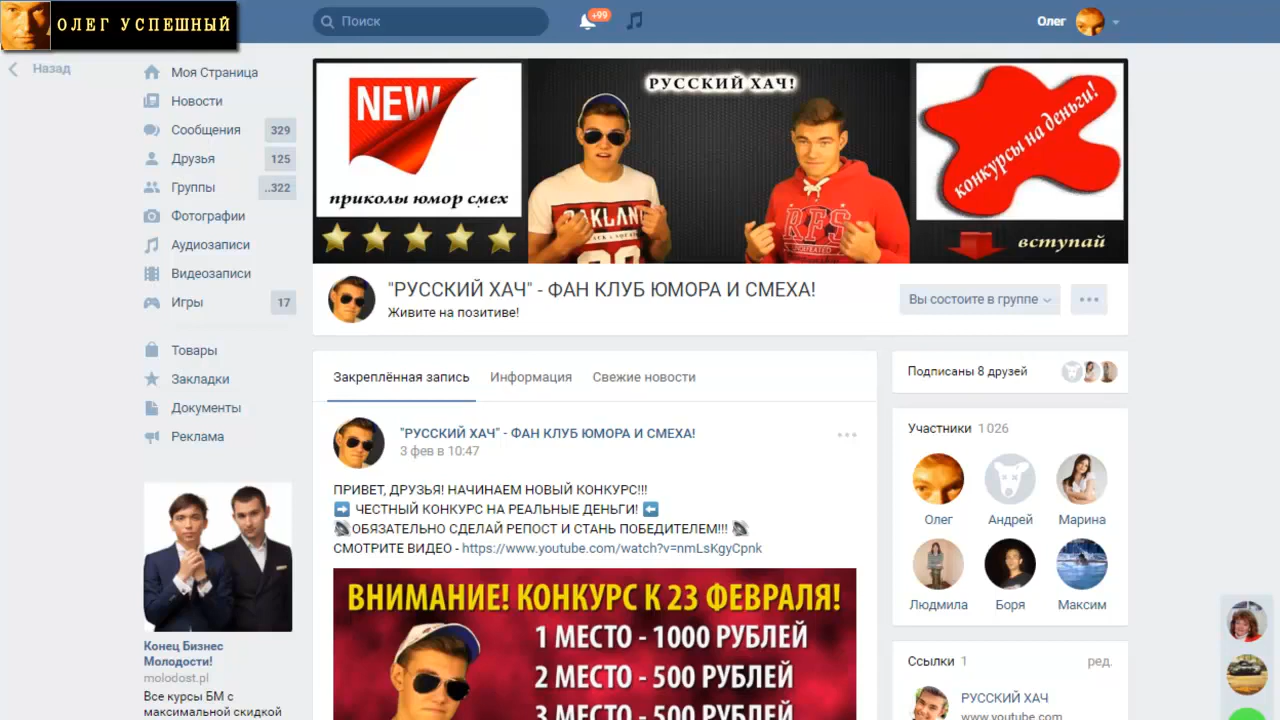 ОЛЕГ УСПЕШНЫЙ
Поиск
+99
Олег
Назад
Моя Страница
Новости
Сообщения 329
Друзья 125
Группы ..322
Фотографии
Аудиозаписи
Видеозаписи
Игры 17
Товары
Закладки
Документы
Реклама
Конец Бизнес
Молодости!
molodost.pl
Все курсы БМ с
максимальной скидкой
NEW
приколы юмор смех
РУССКИЙ ХАЧ!
OAKLAND
RFS
конкурсы на деньги!
вступай
"РУССКИЙ ХАЧ" - ФАН КЛУБ ЮМОРА И СМЕХА!
Живите на позитиве!
Вы состоите в группе
Закреплённая запись Информация Свежие новости
"РУССКИЙ ХАЧ" - ФАН КЛУБ ЮМОРА И СМЕХА!
3 фев в 10:47
ПРИВЕТ, ДРУЗЬЯ! НАЧИНАЕМ НОВЫЙ КОНКУРС!!!
➡ ЧЕСТНЫЙ КОНКУРС НА РЕАЛЬНЫЕ ДЕНЬГИ! ⬅
ОБЯЗАТЕЛЬНО СДЕЛАЙ РЕПОСТ И СТАНЬ ПОБЕДИТЕЛЕМ!!!
СМОТРИТЕ ВИДЕО - https://www.youtube.com/watch?v=nmLsKgyCpnk
ВНИМАНИЕ! КОНКУРС К 23 ФЕВРАЛЯ!
1 МЕСТО - 1000 РУБЛЕЙ
2 МЕСТО - 500 РУБЛЕЙ
3 МЕСТО - 500 РУБЛЕЙ
Подписаны 8 друзей
Участники 1 026
Олег Андрей Марина
Людмила Боря Максим
Ссылки 1 ред.
РУССКИЙ ХАЧ
www.youtube.com